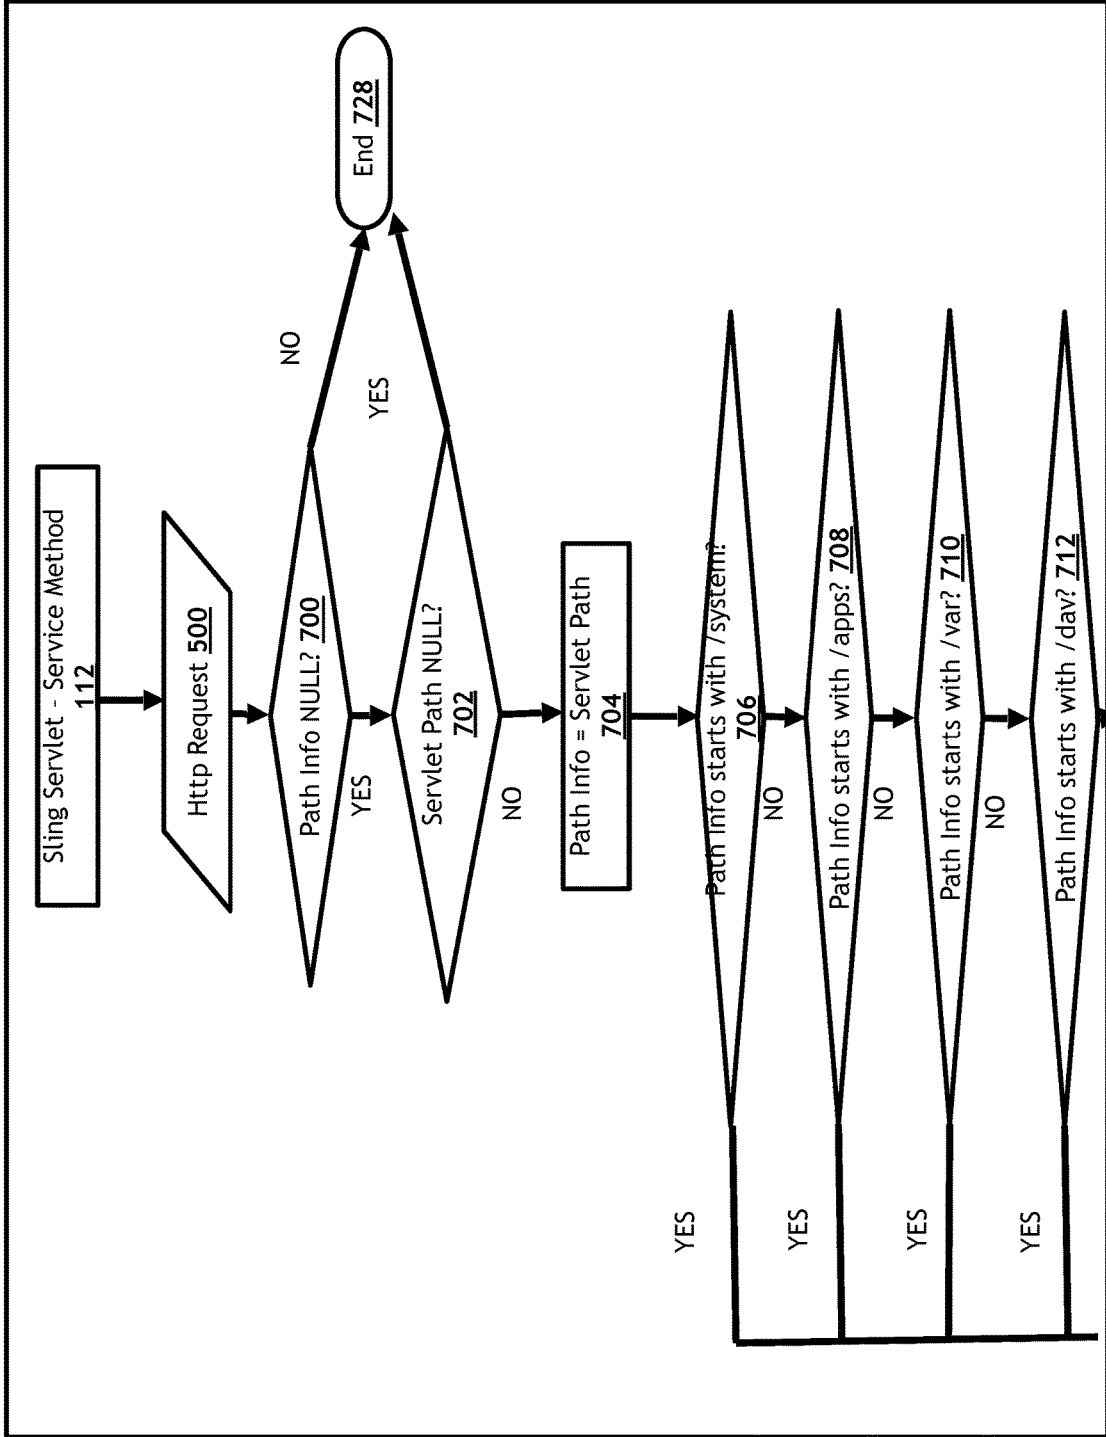 Sling Servlet - Service Method
112
Http Request 500
Path Info NULL? 700
NO
End 728
YES
Servlet Path NULL?
702
YES
NO
Path Info = Servlet Path
704
Path Info starts with /system?
706
YES
NO
Path Info starts with /apps? 708
YES
NO
Path Info starts with /var? 710
YES
NO
Path Info starts with /dav? 712
YES